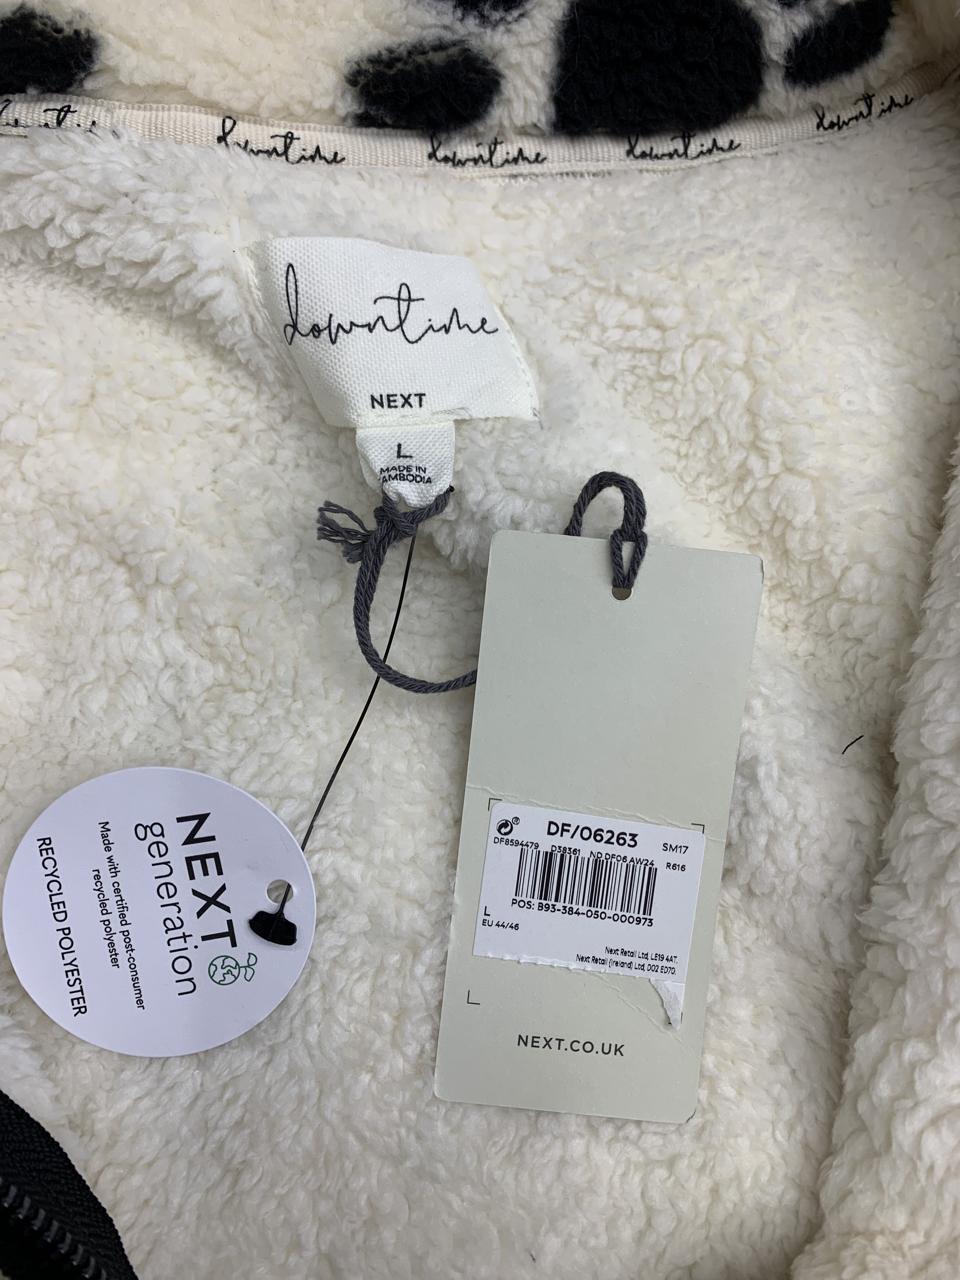 downtime
downtime
downtime
downtime
downtime
NEXT
L
MADE IN
CAMBODIA
DF/06263
SM17
DF8594479 D38361 ND DF06 AW24 R616
POS: B93-384-050-000973
L
EU 44/46
Next Retail Ltd, LE19 4AT.
Next Retail (Ireland) Ltd, D02 ED70.
NEXT.CO.UK
NEXT
generation
Made with certified post-consumer
recycled polyester
RECYCLED POLYESTER